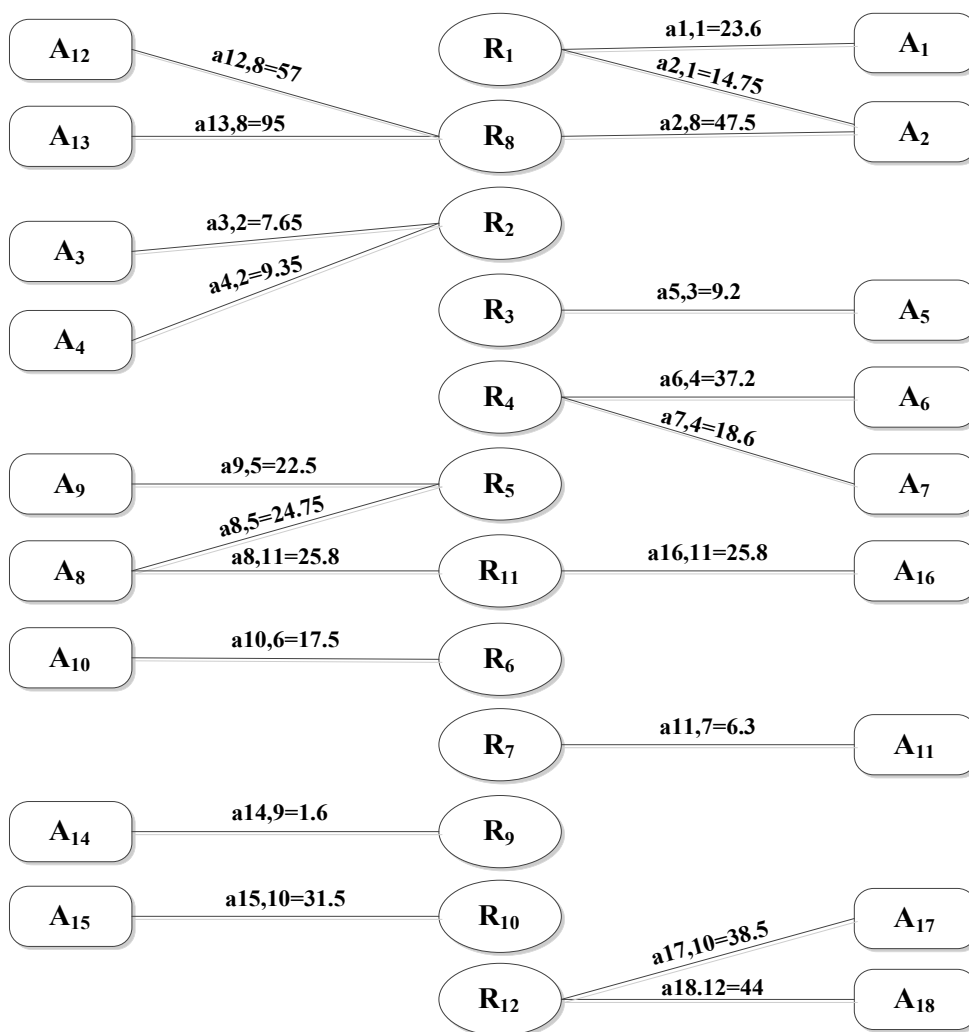 A12 a12,8=57 R1 a1,1=23.6 A1
a2,1=14.75
A13 a13,8=95 R8 a2,8=47.5 A2
A3 a3,2=7.65 R2
A4 a4,2=9.35 R3 a5,3=9.2 A5
R4 a6,4=37.2 A6
a7,4=18.6
A9 a9,5=22.5 R5 A7
a8,5=24.75
A8 a8,11=25.8 R11 a16,11=25.8 A16
A10 a10,6=17.5 R6
R7 a11,7=6.3 A11
A14 a14,9=1.6 R9
A15 a15,10=31.5 R10 A17
a17,10=38.5
R12 a18.12=44 A18